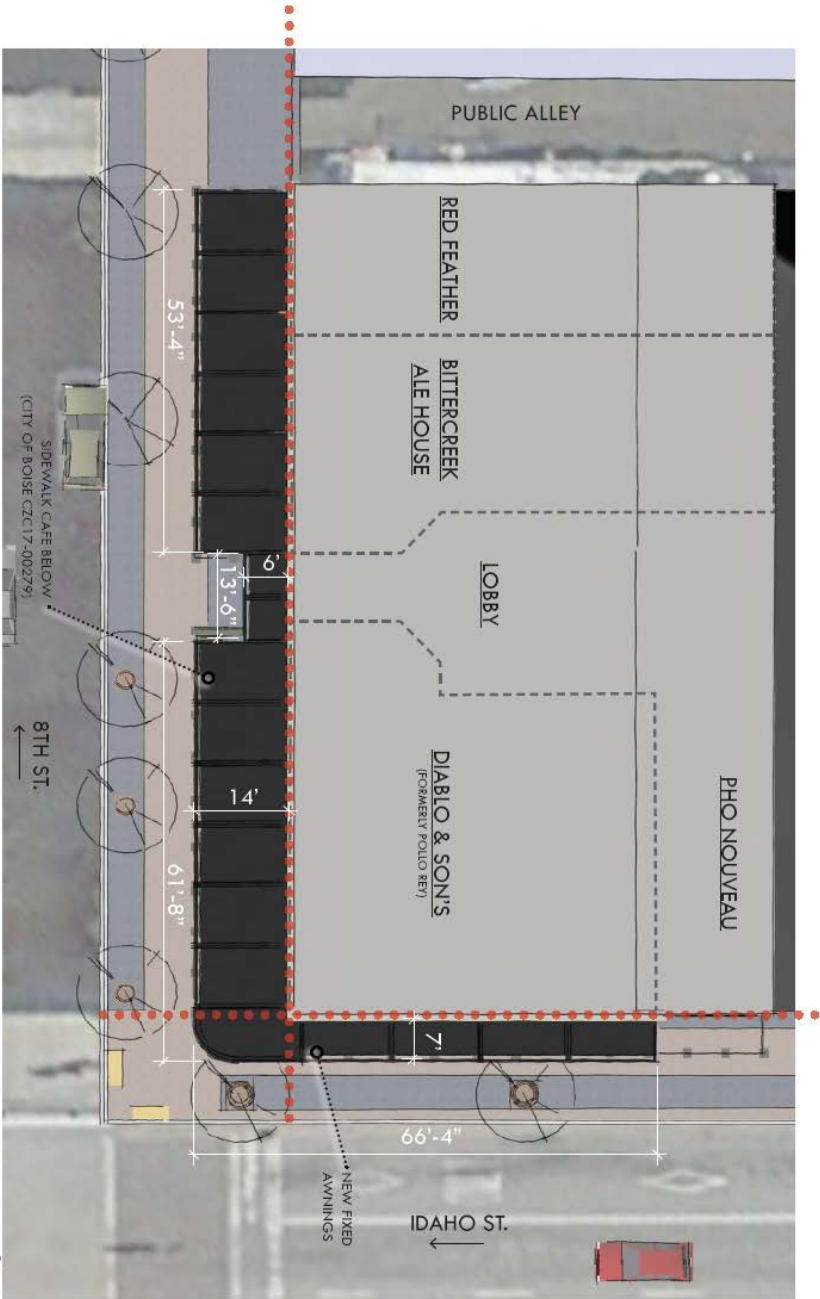 PUBLIC ALLEY
RED FEATHER
BITTERCREEK
ALE HOUSE
53'-4"
SIDEWALK CAFE BELOW
(CITY OF BOISE CZC17-00279)
6'
13'-6"
LOBBY
8TH ST.
14'
DIABLO & SON'S
(FORMERLY POLLO REY)
PHO NOUVEAU
61'-8"
7'
66'-4"
NEW FIXED
AWNINGS
IDAHO ST.